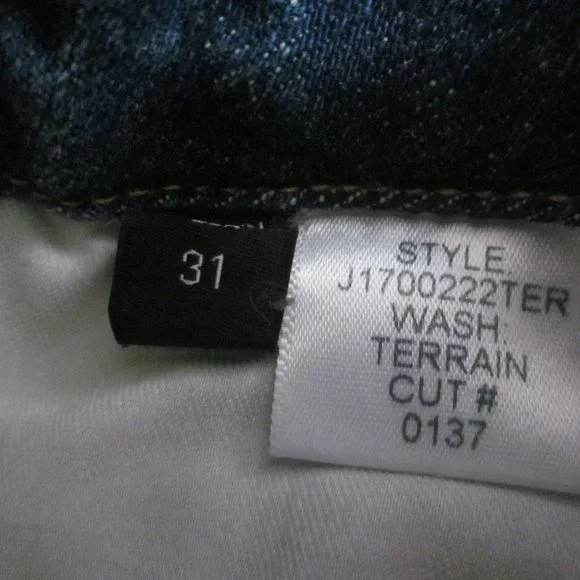 31
STYLE
J1700222TER
WASH:
TERRAIN
CUT #
0137